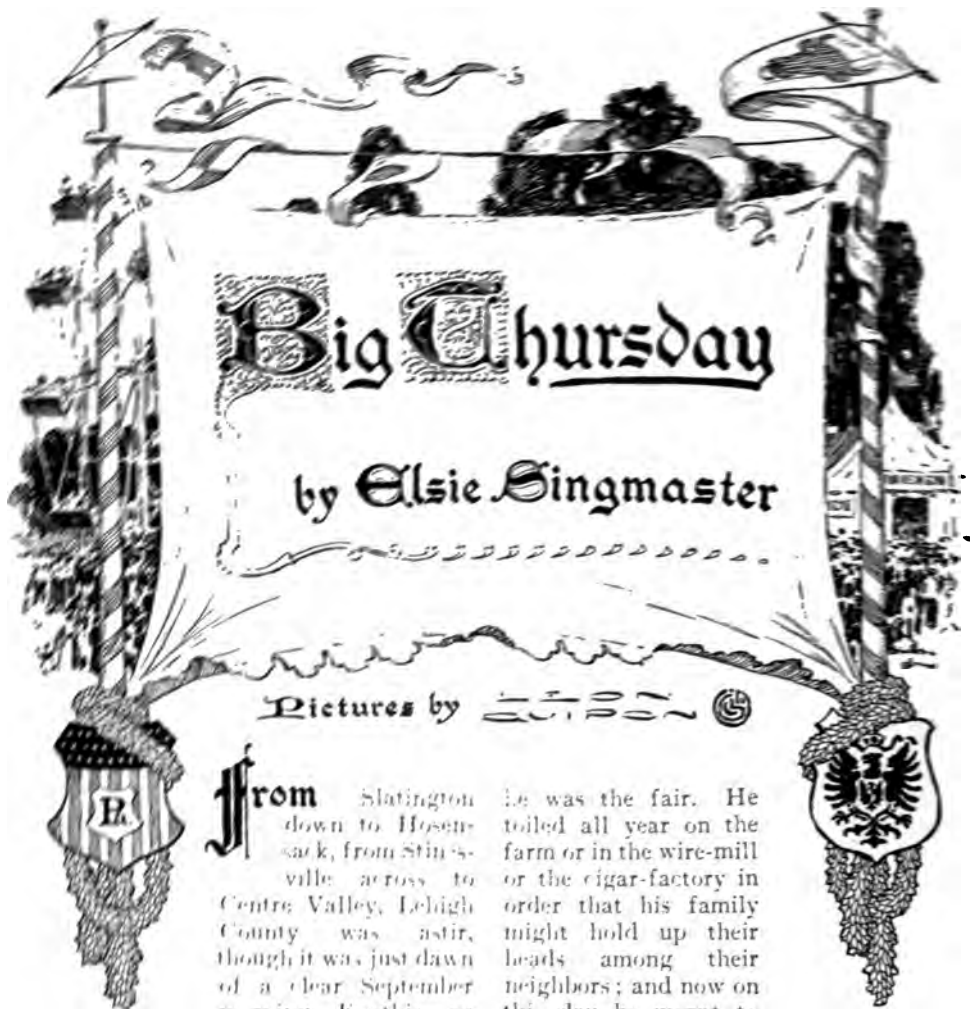 Big Thursday
by Elsie Singmaster
Pictures by
Pa.
From Slatington
down to Hosen-
sack, from Stines-
ville across to
Centre Valley, Lehigh
County was astir,
though it was just dawn
of a clear September
was the fair. He
toiled all year on the
farm or in the wire-mill
or the cigar-factory in
order that his family
might hold up their
heads among their
neighbors; and now on
this day he